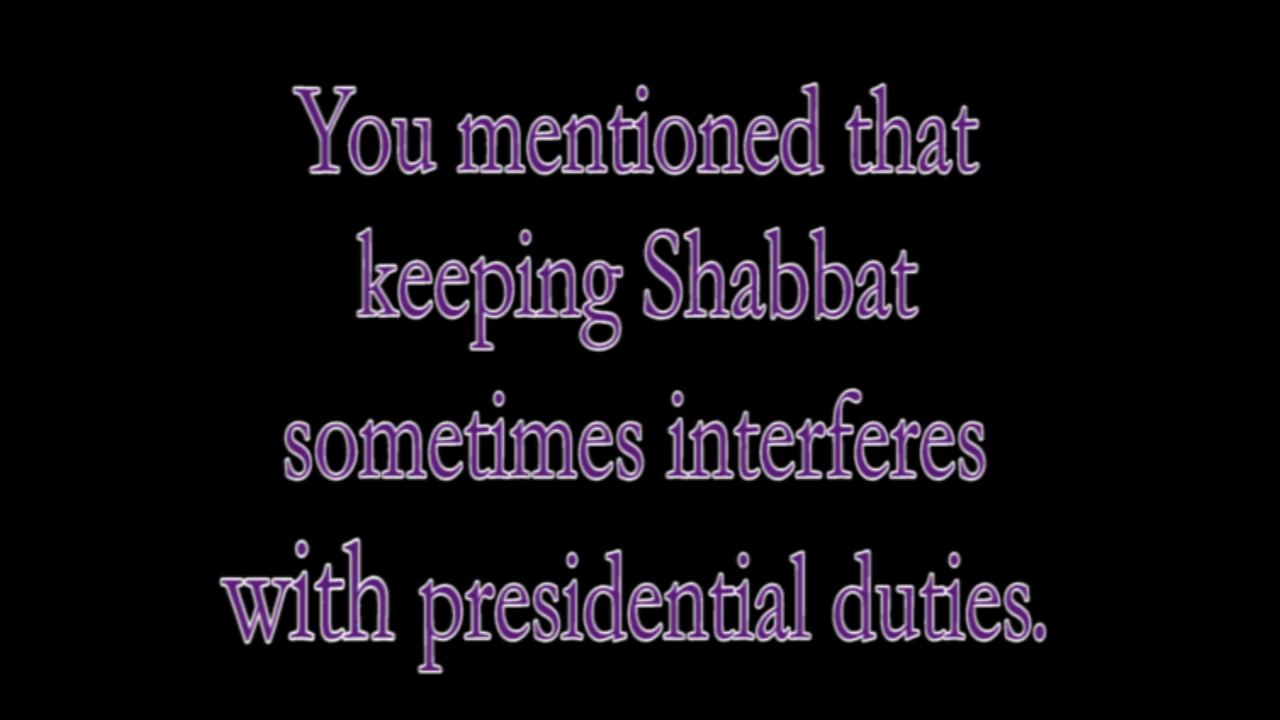 You mentioned that
keeping Shabbat
sometimes interferes
with presidential duties.